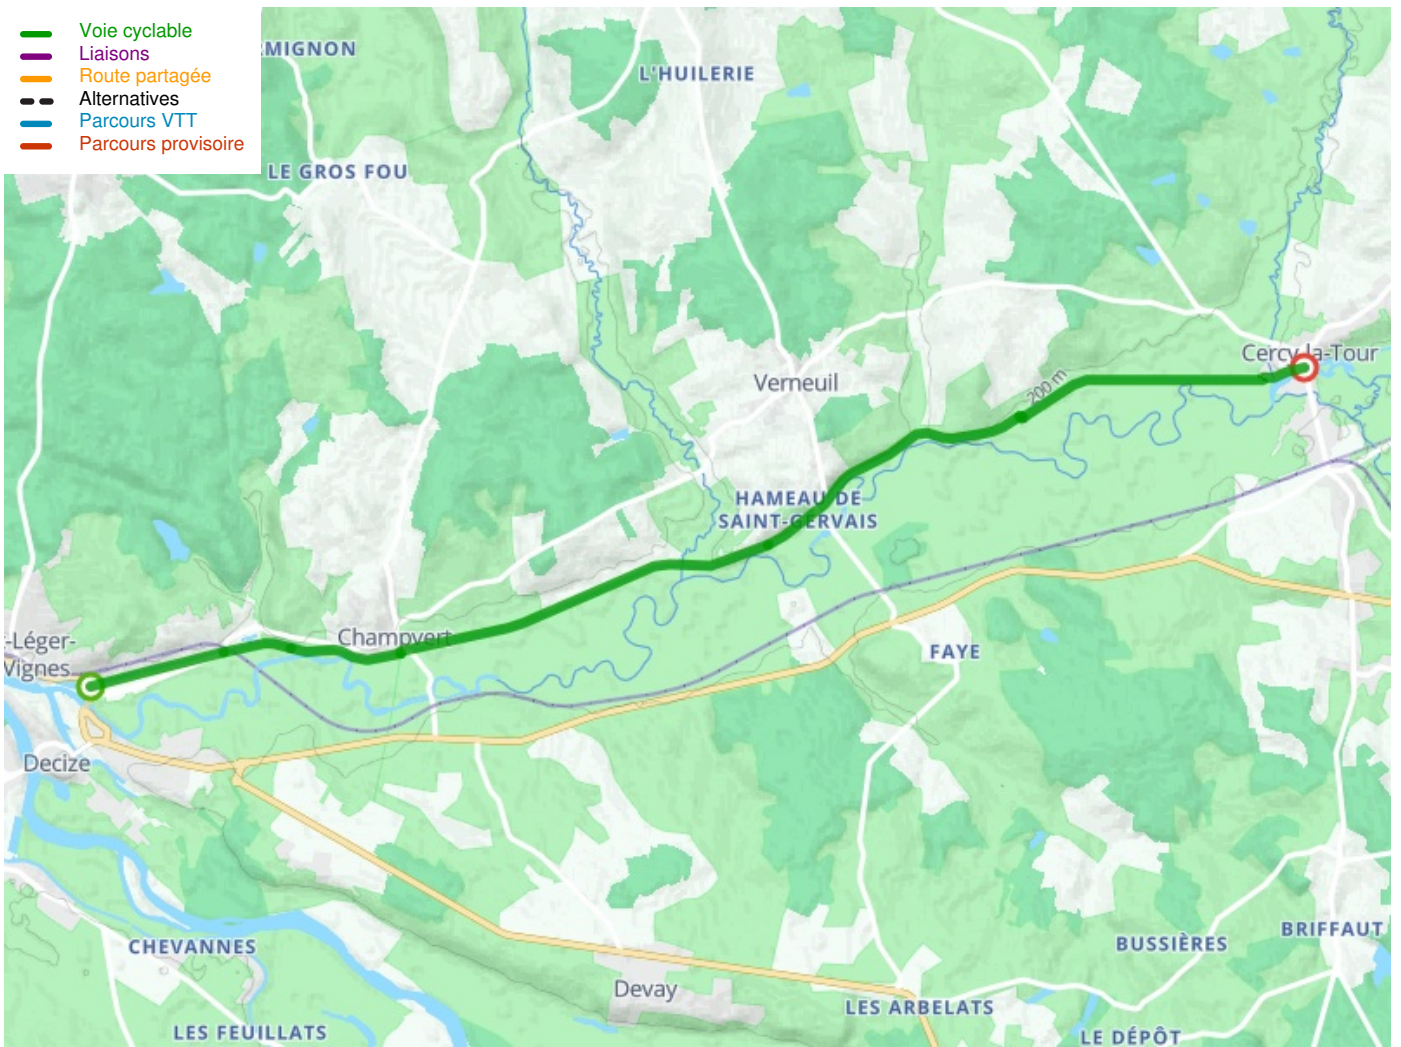 Voie cyclable
Liaisons
Route partagée
Alternatives
Parcours VTT
Parcours provisoire
MIGNON
L'HUILERIE
LE GROS FOU
Cercy-la-Tour
Verneuil
200 m
HAMEAU DE
SAINT-GERVAIS
Champvert
-Léger-
Vignes
FAYE
Decize
CHEVANNES
BRIFFAUT
BUSSIÈRES
Devay
LES ARBELATS
LES FEUILLATS
LE DÉPÔT